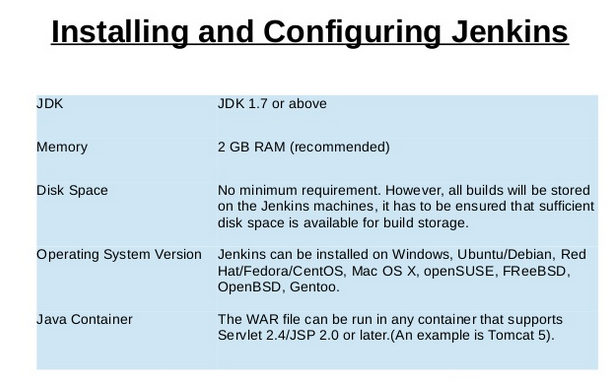 Installing and Configuring Jenkins
JDK JDK 1.7 or above
Memory 2 GB RAM (recommended)
Disk Space No minimum requirement. However, all builds will be stored
on the Jenkins machines, it has to be ensured that sufficient
disk space is available for build storage.
Operating System Version Jenkins can be installed on Windows, Ubuntu/Debian, Red
Hat/Fedora/CentOS, Mac OS X, openSUSE, FReeBSD,
OpenBSD, Gentoo.
Java Container The WAR file can be run in any container that supports
Servlet 2.4/JSP 2.0 or later.(An example is Tomcat 5).